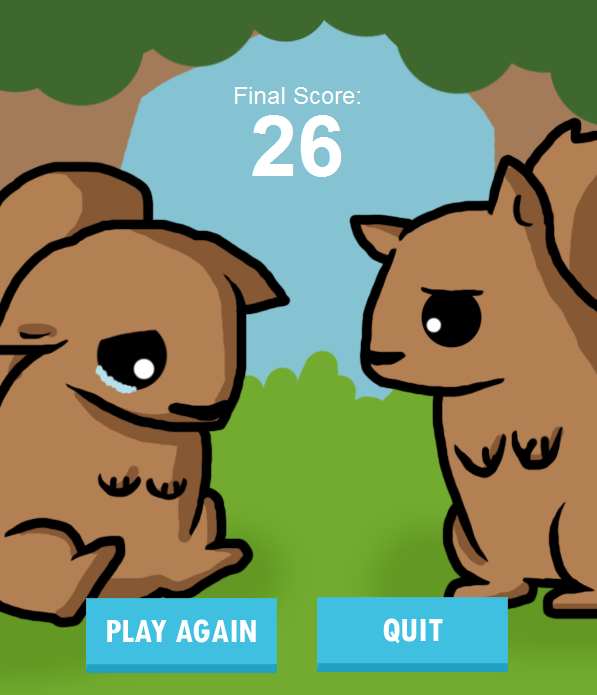 Final Score:
26
PLAY AGAIN
QUIT